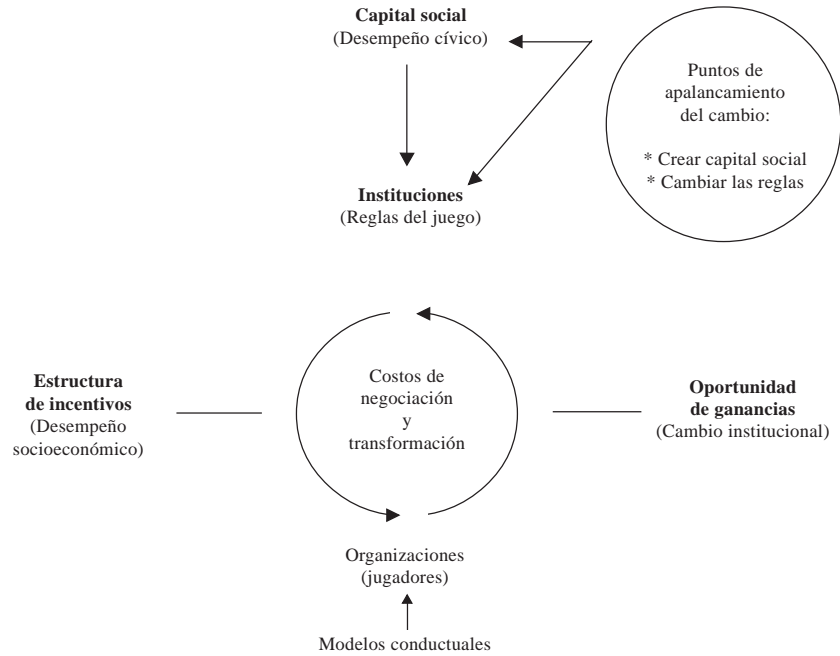 Capital social
(Desempeño cívico)
Puntos de
apalancamiento
del cambio:
* Crear capital social
* Cambiar las reglas
Instituciones
(Reglas del juego)
Estructura
de incentivos
(Desempeño
socioeconómico)
Costos de
negociación
y
transformación
Oportunidad
de ganancias
(Cambio institucional)
Organizaciones
(jugadores)
Modelos conductuales